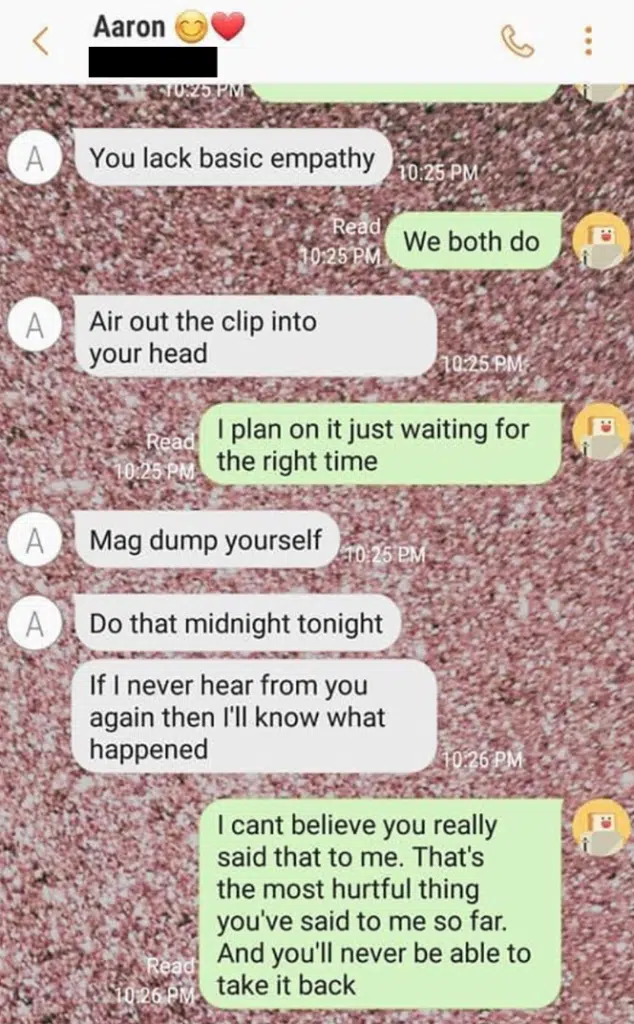 Aaron 😊❤️
10:25 PM
A
You lack basic empathy
10:25 PM
Read
10:25 PM
We both do
A
Air out the clip into
your head
10:25 PM
I plan on it just waiting for
the right time
Read
10:25 PM
A
Mag dump yourself
10:25 PM
A
Do that midnight tonight
If I never hear from you
again then I'll know what
happened
10:26 PM
I cant believe you really
said that to me. That's
the most hurtful thing
you've said to me so far.
And you'll never be able to
take it back
Read
10:26 PM